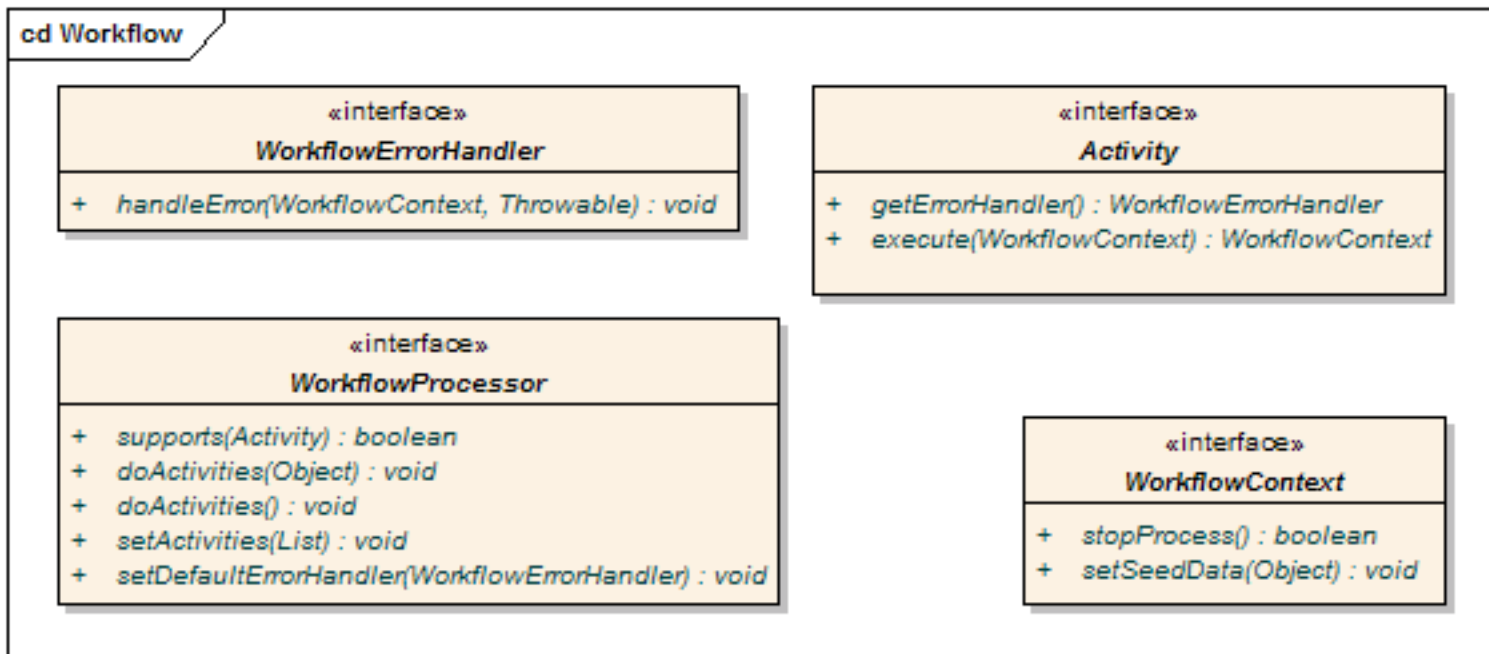 cd Workflow
«interface»
WorkflowErrorHandler
+ handleError(WorkflowContext, Throwable) : void
«interface»
Activity
+ getErrorHandler() : WorkflowErrorHandler
+ execute(WorkflowContext) : WorkflowContext
«interface»
WorkflowProcessor
+ supports(Activity) : boolean
+ doActivities(Object) : void
+ doActivities() : void
+ setActivities(List) : void
+ setDefaultErrorHandler(WorkflowErrorHandler) : void
«interface»
WorkflowContext
+ stopProcess() : boolean
+ setSeedData(Object) : void